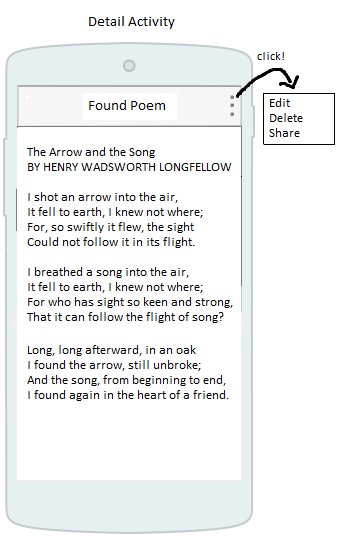 Detail Activity
click!
Found Poem
Edit
Delete
Share
The Arrow and the Song
BY HENRY WADSWORTH LONGFELLOW
I shot an arrow into the air,
It fell to earth, I knew not where;
For, so swiftly it flew, the sight
Could not follow it in its flight.
I breathed a song into the air,
It fell to earth, I knew not where;
For who has sight so keen and strong,
That it can follow the flight of song?
Long, long afterward, in an oak
I found the arrow, still unbroke;
And the song, from beginning to end,
I found again in the heart of a friend.